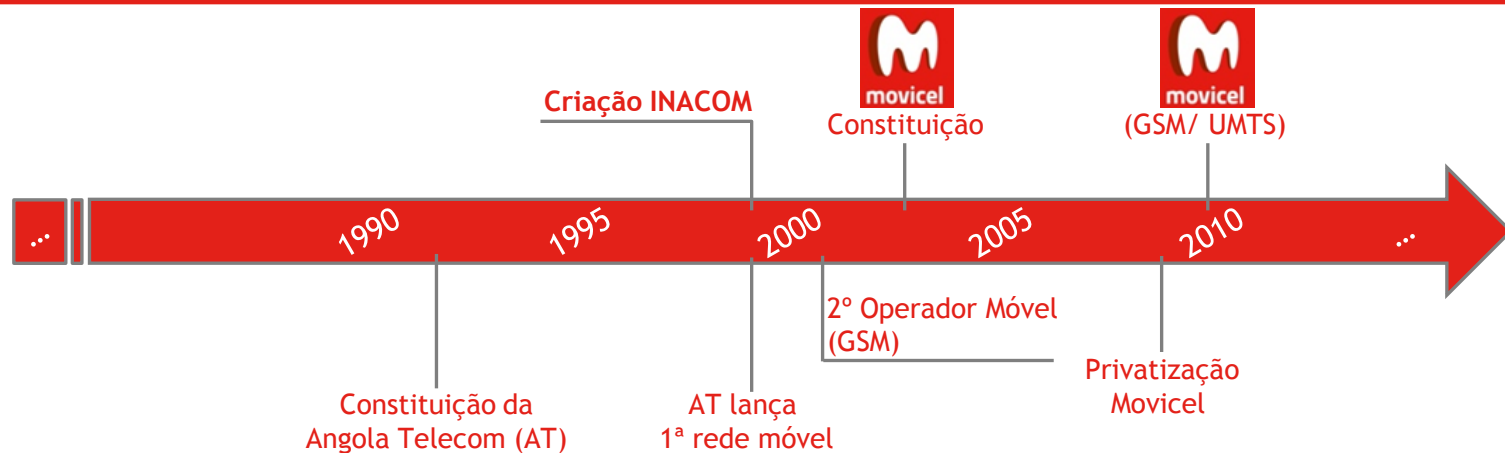 movicel
movicel
Criação INACOM
Constituição
(GSM/ UMTS)
...
1990
1995
2000
2005
2010
...
2º Operador Móvel
(GSM)
Constituição da
Angola Telecom (AT)
AT lança
1ª rede móvel
Privatização
Movicel